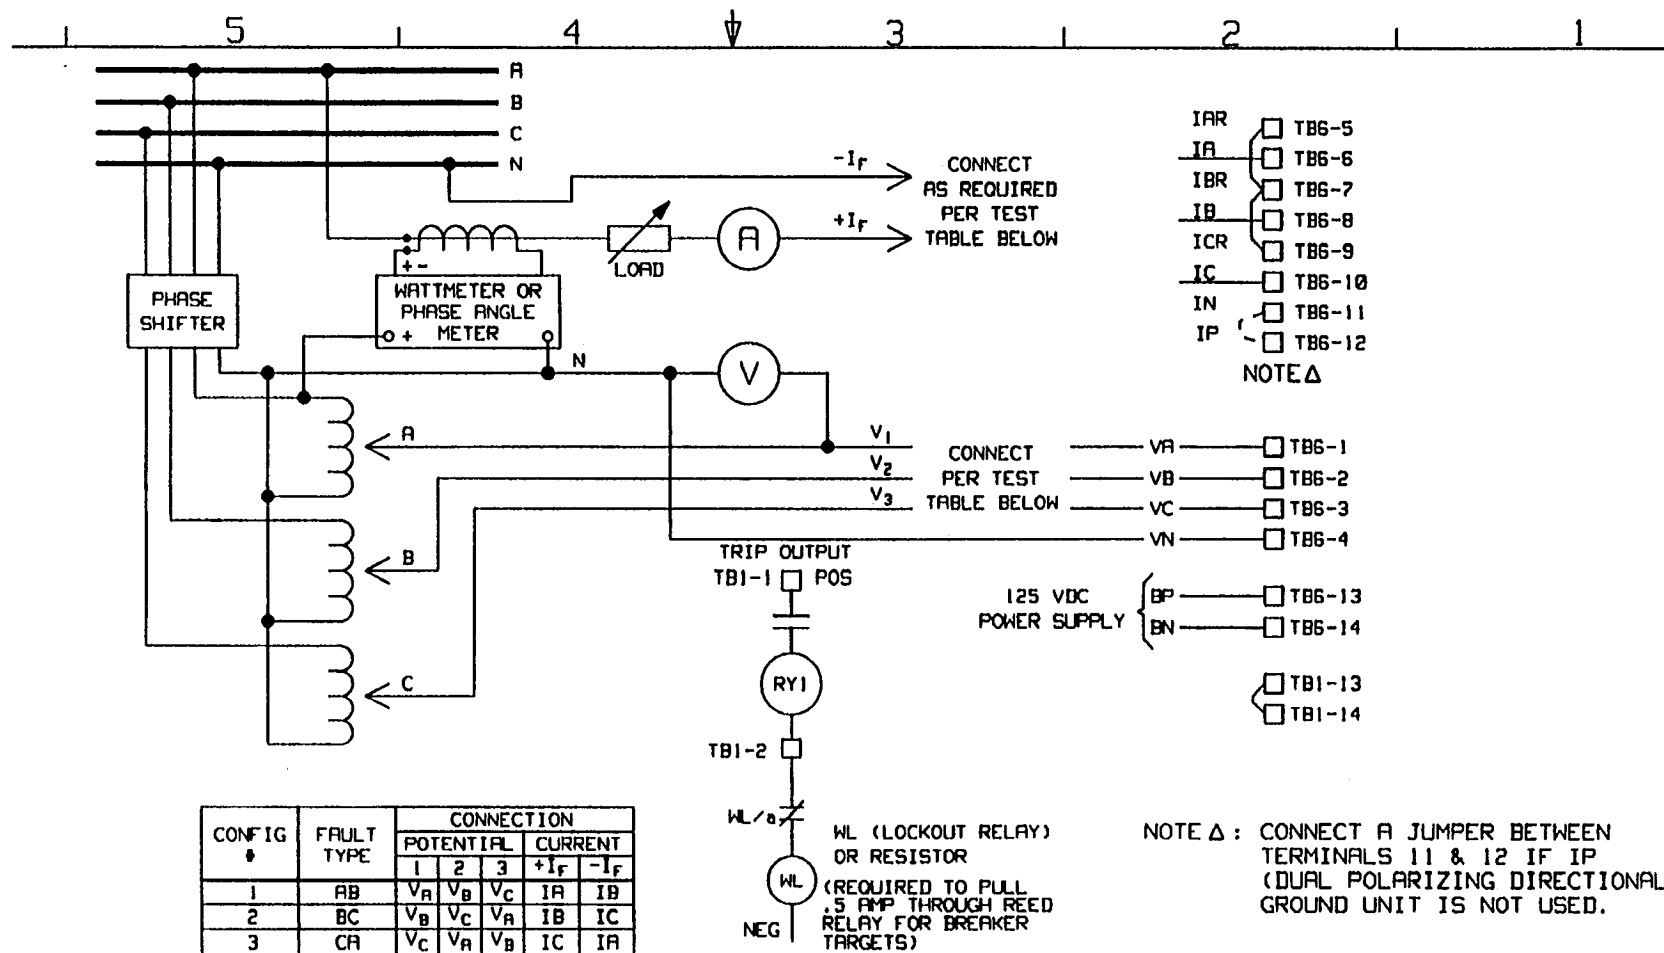 5 4 3 2 1
A
B
C
N
-IF
CONNECT
AS REQUIRED
PER TEST
TABLE BELOW
+IF
A
LOAD
+ -
WATTMETER OR
PHASE ANGLE
METER
+
PHASE
SHIFTER
N
V
IAR TB6-5
IA TB6-6
IBR TB6-7
IB TB6-8
ICR TB6-9
IC TB6-10
IN TB6-11
IP TB6-12
NOTE Δ
A
V1
V2
V3
CONNECT
PER TEST
TABLE BELOW
VA TB6-1
VB TB6-2
VC TB6-3
VN TB6-4
B
C
TRIP OUTPUT
TB1-1 POS
RY1
TB1-2
125 VDC
POWER SUPPLY
BP TB6-13
BN TB6-14
TB1-13
TB1-14
WL/a
WL
NEG
WL (LOCKOUT RELAY)
OR RESISTOR
(REQUIRED TO PULL
.5 AMP THROUGH REED
RELAY FOR BREAKER
TARGETS)
NOTE Δ: CONNECT A JUMPER BETWEEN
TERMINALS 11 & 12 IF IP
(DUAL POLARIZING DIRECTIONAL
GROUND UNIT IS NOT USED.
CONFIG FAULT TYPE CONNECTION
POTENTIAL CURRENT
1 2 3 +IF -IF
1 AB VA VB VC IA IB
2 BC VB VC VA IB IC
3 CA VC VA VB IC IA